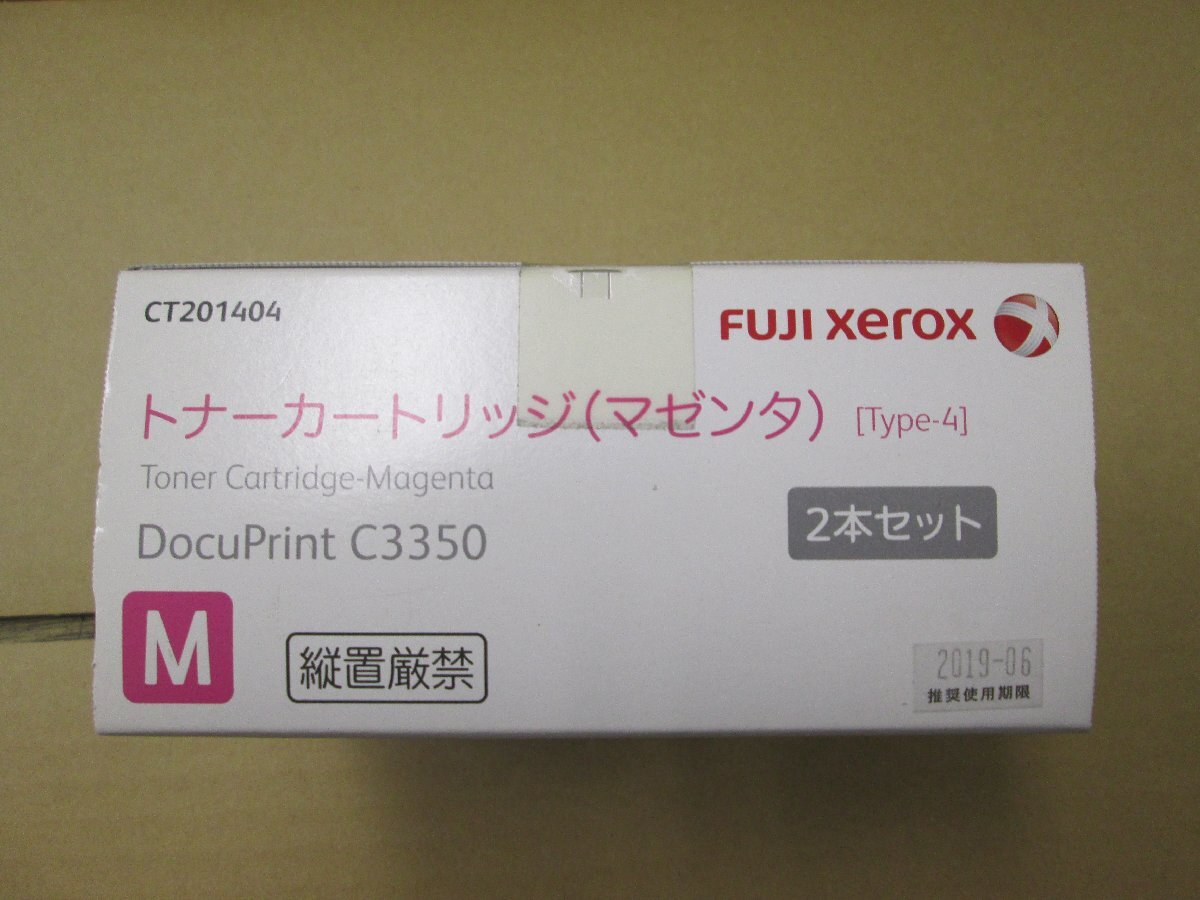 CT201404
FUJI xerox
トナーカートリッジ(マゼンタ) [Type-4]
Toner Cartridge-Magenta
DocuPrint C3350
2本セット
M
縦置厳禁
2019-06
推奨使用期限